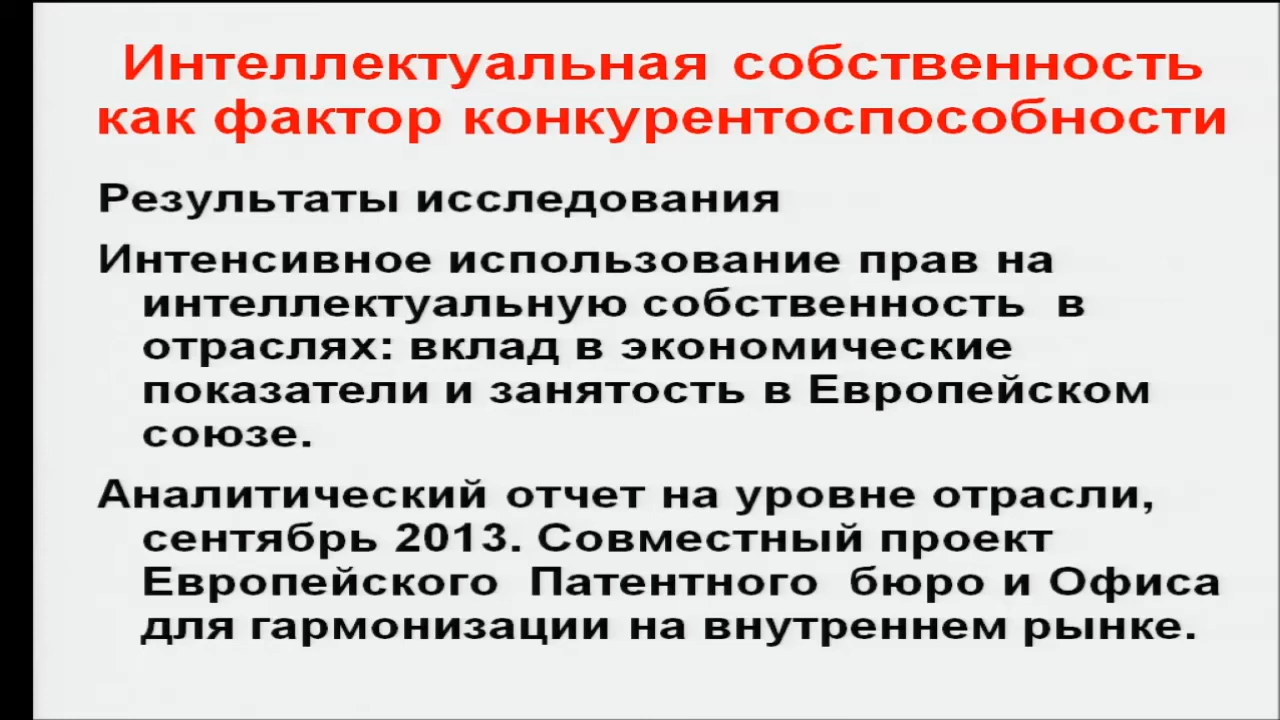 Интеллектуальная собственность
как фактор конкурентоспособности
Результаты исследования
Интенсивное использование прав на
интеллектуальную собственность в
отраслях: вклад в экономические
показатели и занятость в Европейском
союзе.
Аналитический отчет на уровне отрасли,
сентябрь 2013. Совместный проект
Европейского Патентного бюро и Офиса
для гармонизации на внутреннем рынке.